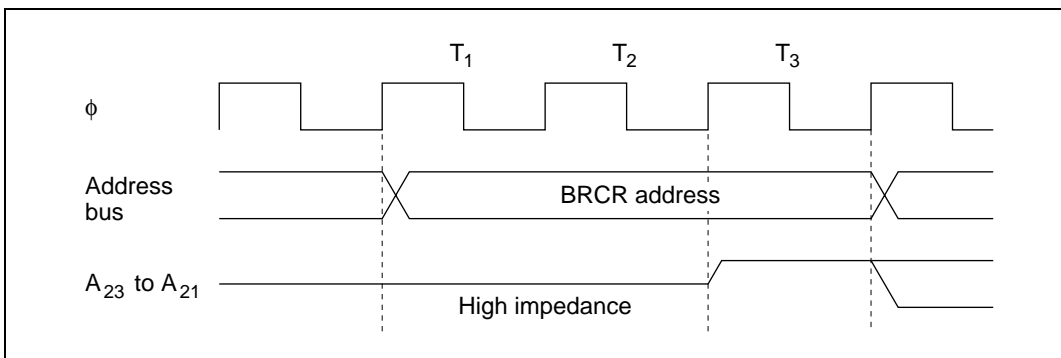 T1 T2 T3
φ
Address
bus
BRCR address
A23 to A21
High impedance